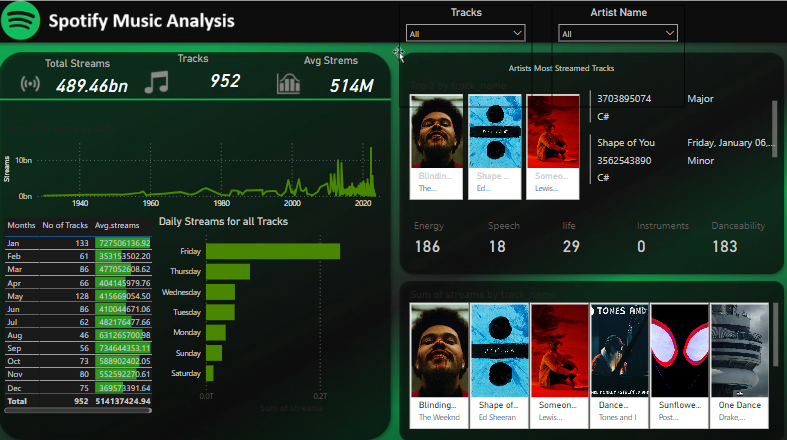 Spotify Music Analysis
Tracks
All
Artist Name
All
Total Streams
489.46bn
Tracks
952
Avg Strems
514M
Artists Most Streamed Tracks
Blindin...
The...
Shape ...
Ed...
Someo...
Lewis...
3703895074 Major
C#
Shape of You Friday, January 06,...
3562543890 Minor
C#
Streams
10bn
0bn
1940 1960 1980 2000 2020
Energy Speech life Instruments Danceability
186 18 29 0 183
Months No of Tracks Avg.streams
Jan 133 727506136.92
Feb 61 353153502.20
Mar 86 477052608.62
Apr 66 404145979.76
May 128 415669054.50
Jun 86 410044671.06
Jul 62 482176477.66
Aug 46 631265700.98
Sep 56 734644353.11
Oct 73 588902402.05
Nov 80 552592270.61
Dec 75 369573391.64
Total 952 514137424.94
Daily Streams for all Tracks
Friday
Thursday
Wednesday
Tuesday
Monday
Sunday
Saturday
0.0T 0.2T
Sum of streams
Sum of streams by track
TONES AND
Blinding...
The Weeknd
Shape of...
Ed Sheeran
Someon...
Lewis...
Dance...
Tones and I
Sunflowe...
Post...
One Dance
Drake,...